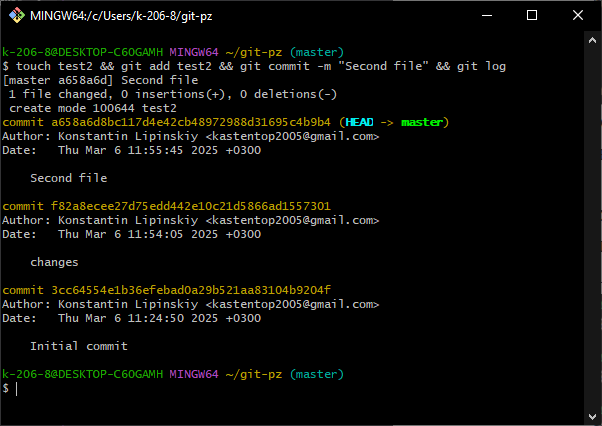 MINGW64:/c/Users/k-206-8/git-pz
k-206-8@DESKTOP-C6OGAMH MINGW64 ~/git-pz (master)
$ touch test2 && git add test2 && git commit -m "Second file" && git log
[master a658a6d] Second file
 1 file changed, 0 insertions(+), 0 deletions(-)
 create mode 100644 test2
commit a658a6d8bc117d4e42cb48972988d31695c4b9b4 (HEAD -> master)
Author: Konstantin Lipinskiy <kastentop2005@gmail.com>
Date:   Thu Mar 6 11:55:45 2025 +0300
    Second file
commit f82a8ecee27d75edd442e10c21d5866ad1557301
Author: Konstantin Lipinskiy <kastentop2005@gmail.com>
Date:   Thu Mar 6 11:54:05 2025 +0300
    changes
commit 3cc64554e1b36efebad0a29b521aa83104b9204f
Author: Konstantin Lipinskiy <kastentop2005@gmail.com>
Date:   Thu Mar 6 11:24:50 2025 +0300
    Initial commit
k-206-8@DESKTOP-C6OGAMH MINGW64 ~/git-pz (master)
$